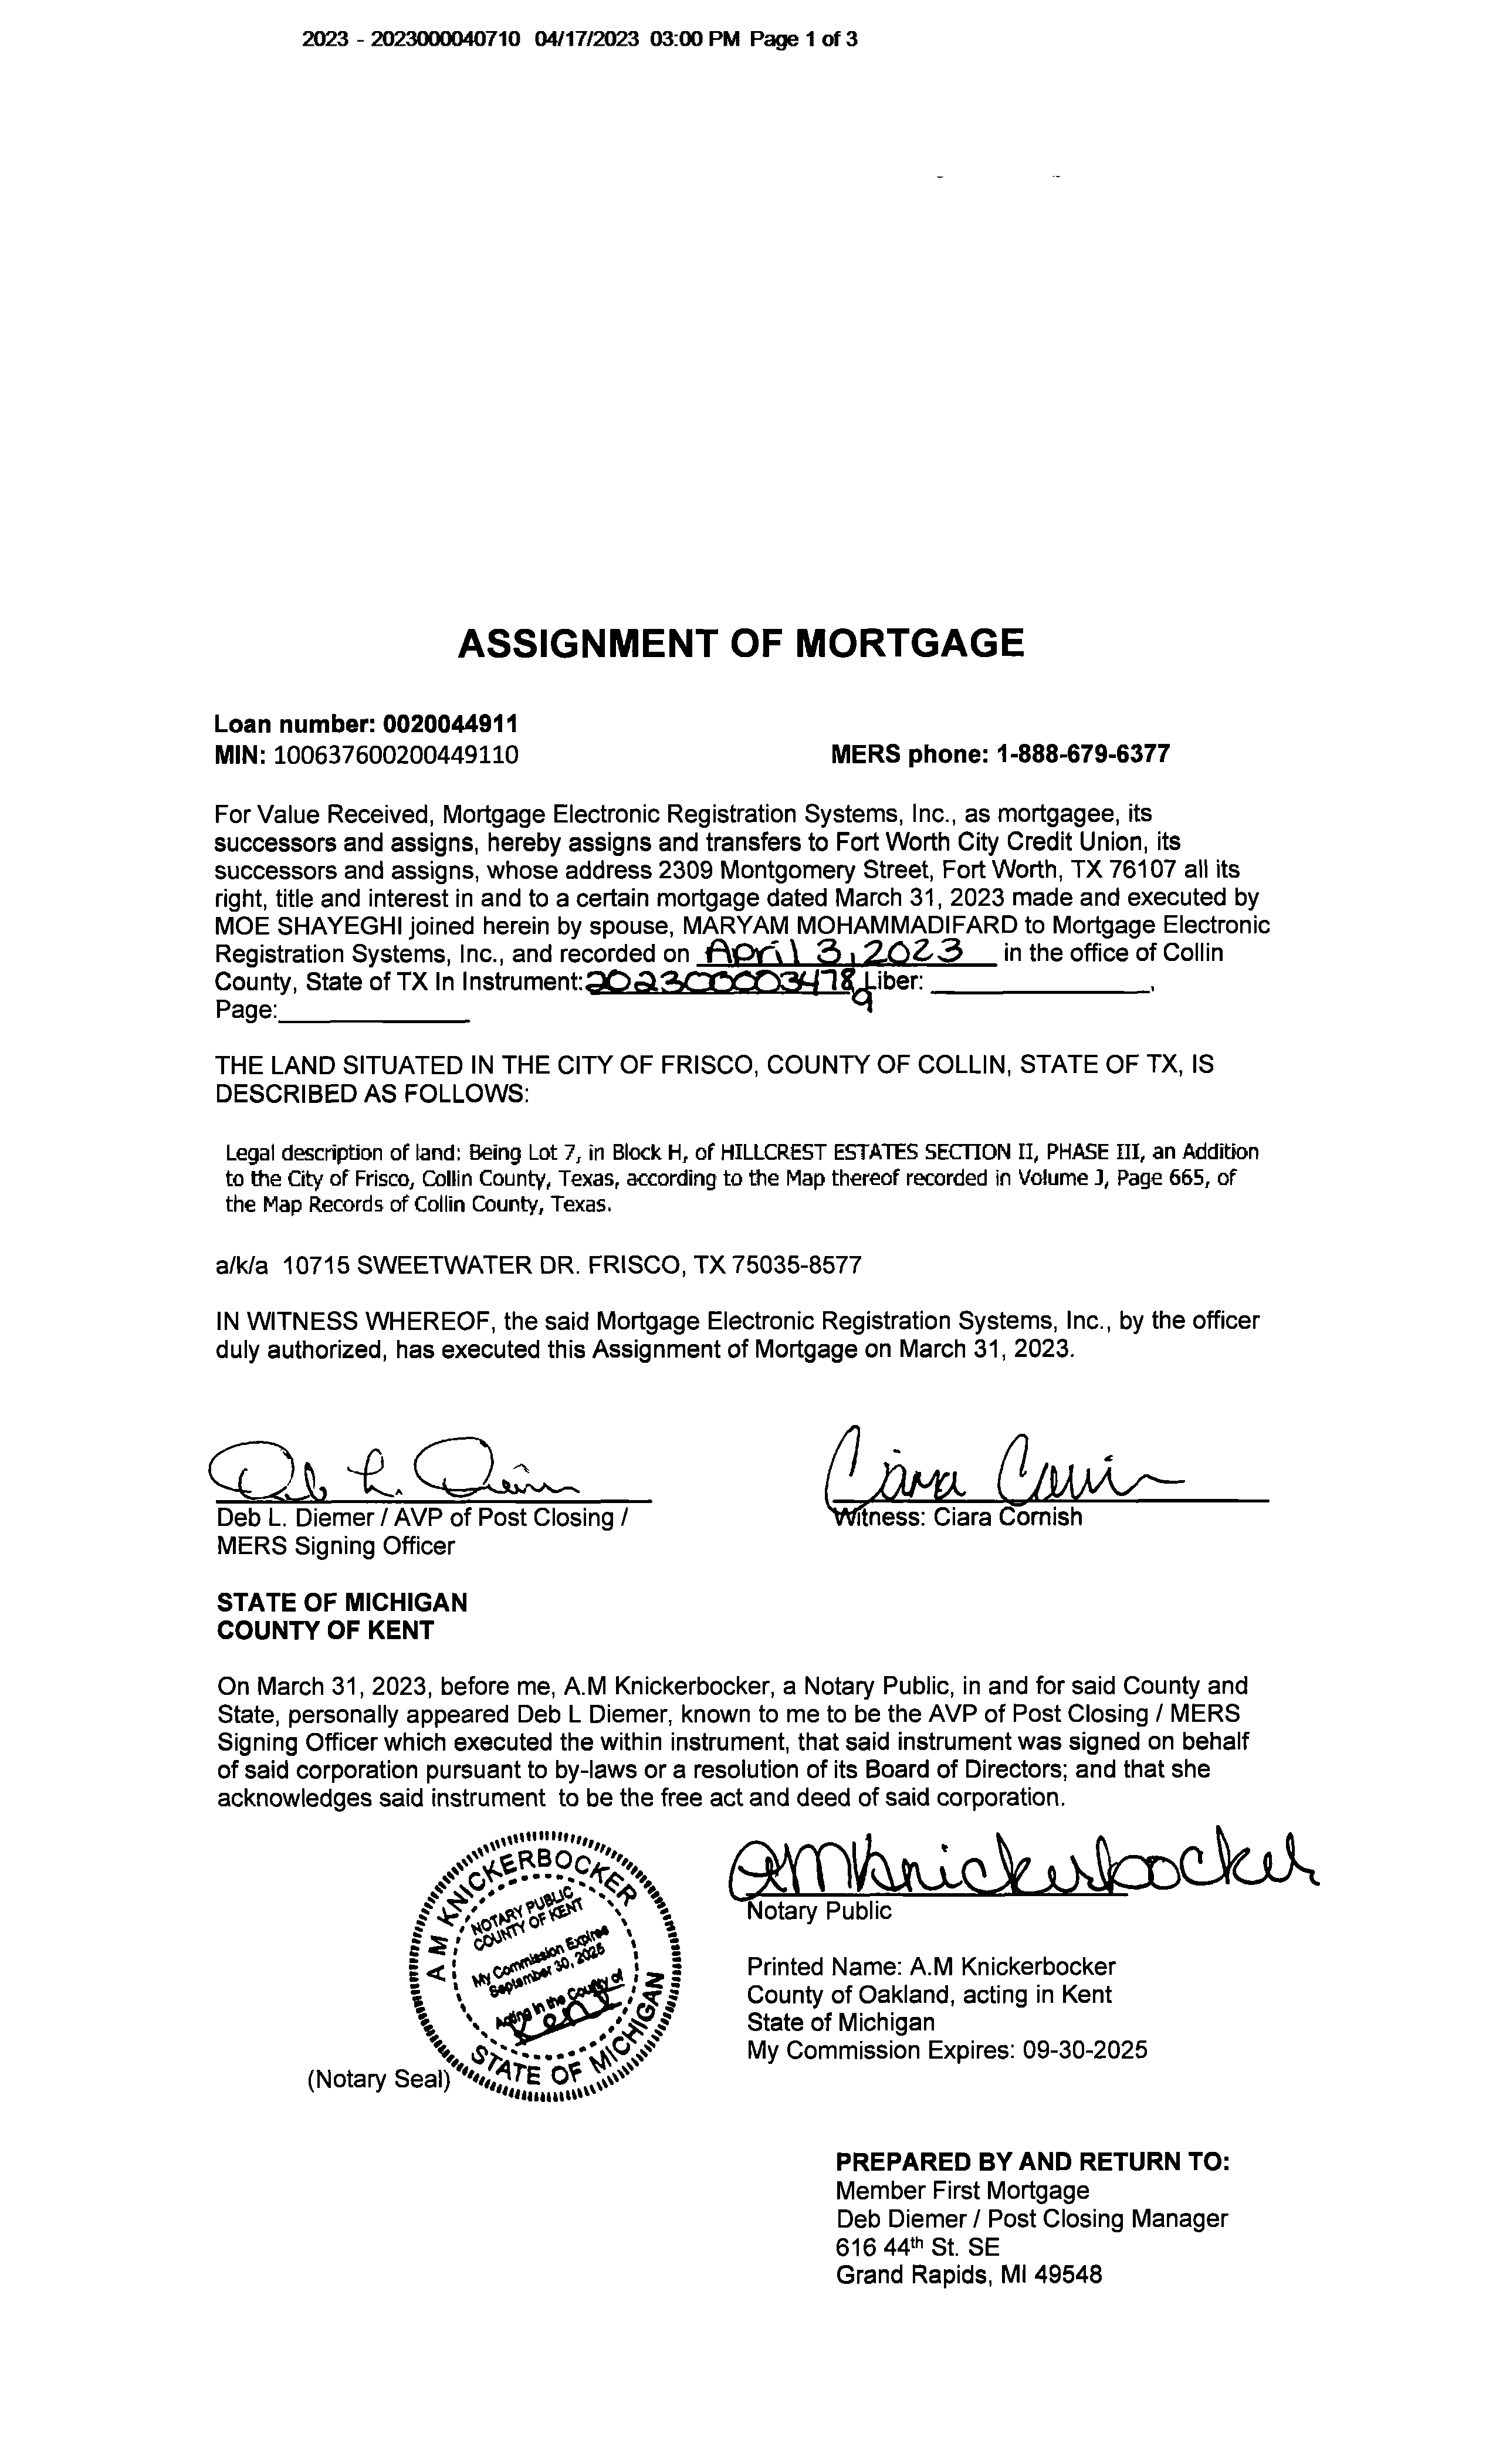 2023 - 2023000040710 04/17/2023 03:00 PM Page 1 of 3
ASSIGNMENT OF MORTGAGE
Loan number: 0020044911
MIN: 100637600200449110 MERS phone: 1-888-679-6377
For Value Received, Mortgage Electronic Registration Systems, Inc., as mortgagee, its
successors and assigns, hereby assigns and transfers to Fort Worth City Credit Union, its
successors and assigns, whose address 2309 Montgomery Street, Fort Worth, TX 76107 all its
right, title and interest in and to a certain mortgage dated March 31, 2023 made and executed by
MOE SHAYEGHI joined herein by spouse, MARYAM MOHAMMADIFARD to Mortgage Electronic
Registration Systems, Inc., and recorded on April 3, 2023 in the office of Collin
County, State of TX In Instrument: Liber: ,
Page:
THE LAND SITUATED IN THE CITY OF FRISCO, COUNTY OF COLLIN, STATE OF TX, IS
DESCRIBED AS FOLLOWS:
Legal description of land: Being Lot 7, in Block H, of HILLCREST ESTATES SECTION II, PHASE III, an Addition
to the City of Frisco, Collin County, Texas, according to the Map thereof recorded in Volume J, Page 665, of
the Map Records of Collin County, Texas.
a/k/a 10715 SWEETWATER DR. FRISCO, TX 75035-8577
IN WITNESS WHEREOF, the said Mortgage Electronic Registration Systems, Inc., by the officer
duly authorized, has executed this Assignment of Mortgage on March 31, 2023.
Deb L. Diemer / AVP of Post Closing /
MERS Signing Officer
Witness: Ciara Cornish
STATE OF MICHIGAN
COUNTY OF KENT
On March 31, 2023, before me, A.M Knickerbocker, a Notary Public, in and for said County and
State, personally appeared Deb L Diemer, known to me to be the AVP of Post Closing / MERS
Signing Officer which executed the within instrument, that said instrument was signed on behalf
of said corporation pursuant to by-laws or a resolution of its Board of Directors; and that she
acknowledges said instrument to be the free act and deed of said corporation.
A M KNICKERBOCKER
NOTARY PUBLIC
COUNTY OF KENT
My Commission Expires
September 30, 2025
Acting in the County of
Kent
STATE OF MICHIGAN
(Notary Seal)
AMKnickerbocker
Notary Public
Printed Name: A.M Knickerbocker
County of Oakland, acting in Kent
State of Michigan
My Commission Expires: 09-30-2025
PREPARED BY AND RETURN TO:
Member First Mortgage
Deb Diemer / Post Closing Manager
616 44th St. SE
Grand Rapids, MI 49548